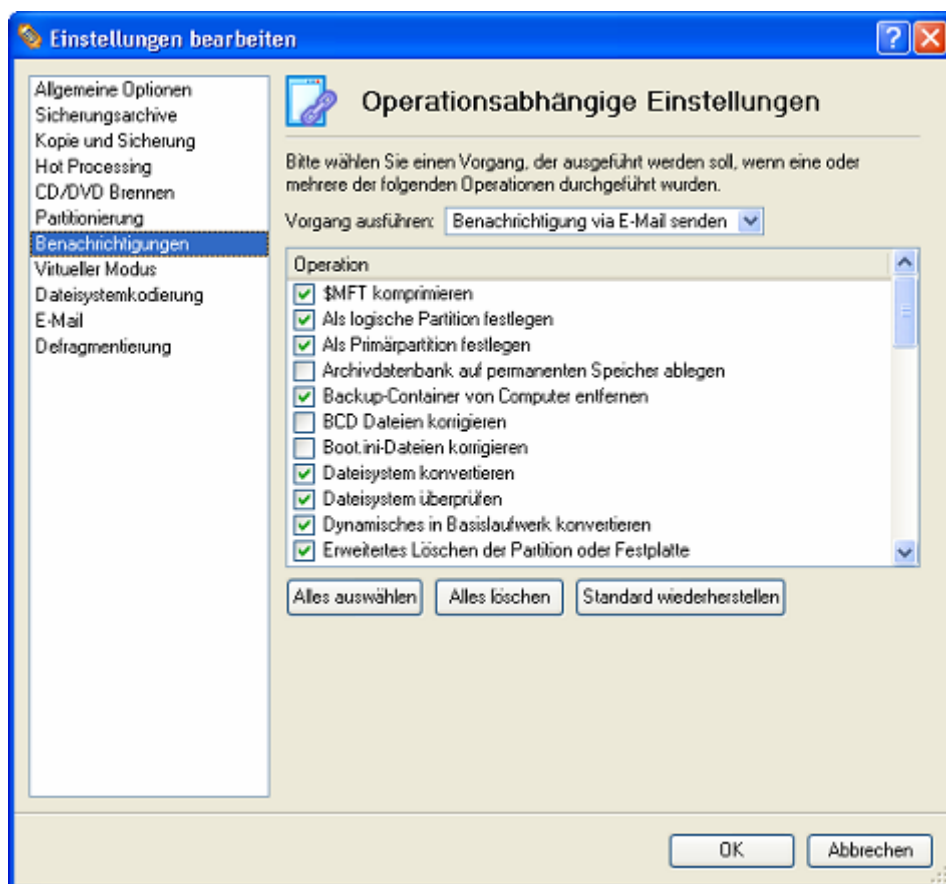 Einstellungen bearbeiten
Allgemeine Optionen
Sicherungsarchive
Kopie und Sicherung
Hot Processing
CD/DVD Brennen
Partitionierung
Benachrichtigungen
Virtueller Modus
Dateisystemkodierung
E-Mail
Defragmentierung
Operationsabhängige Einstellungen
Bitte wählen Sie einen Vorgang, der ausgeführt werden soll, wenn eine oder
mehrere der folgenden Operationen durchgeführt wurden.
Vorgang ausführen: Benachrichtigung via E-Mail senden
Operation
$MFT komprimieren
Als logische Partition festlegen
Als Primärpartition festlegen
Archivdatenbank auf permanenten Speicher ablegen
Backup-Container von Computer entfernen
BCD Dateien korrigieren
Boot.ini-Dateien korrigieren
Dateisystem konvertieren
Dateisystem überprüfen
Dynamisches in Basislaufwerk konvertieren
Erweitertes Löschen der Partition oder Festplatte
Alles auswählen Alles löschen Standard wiederherstellen
OK Abbrechen